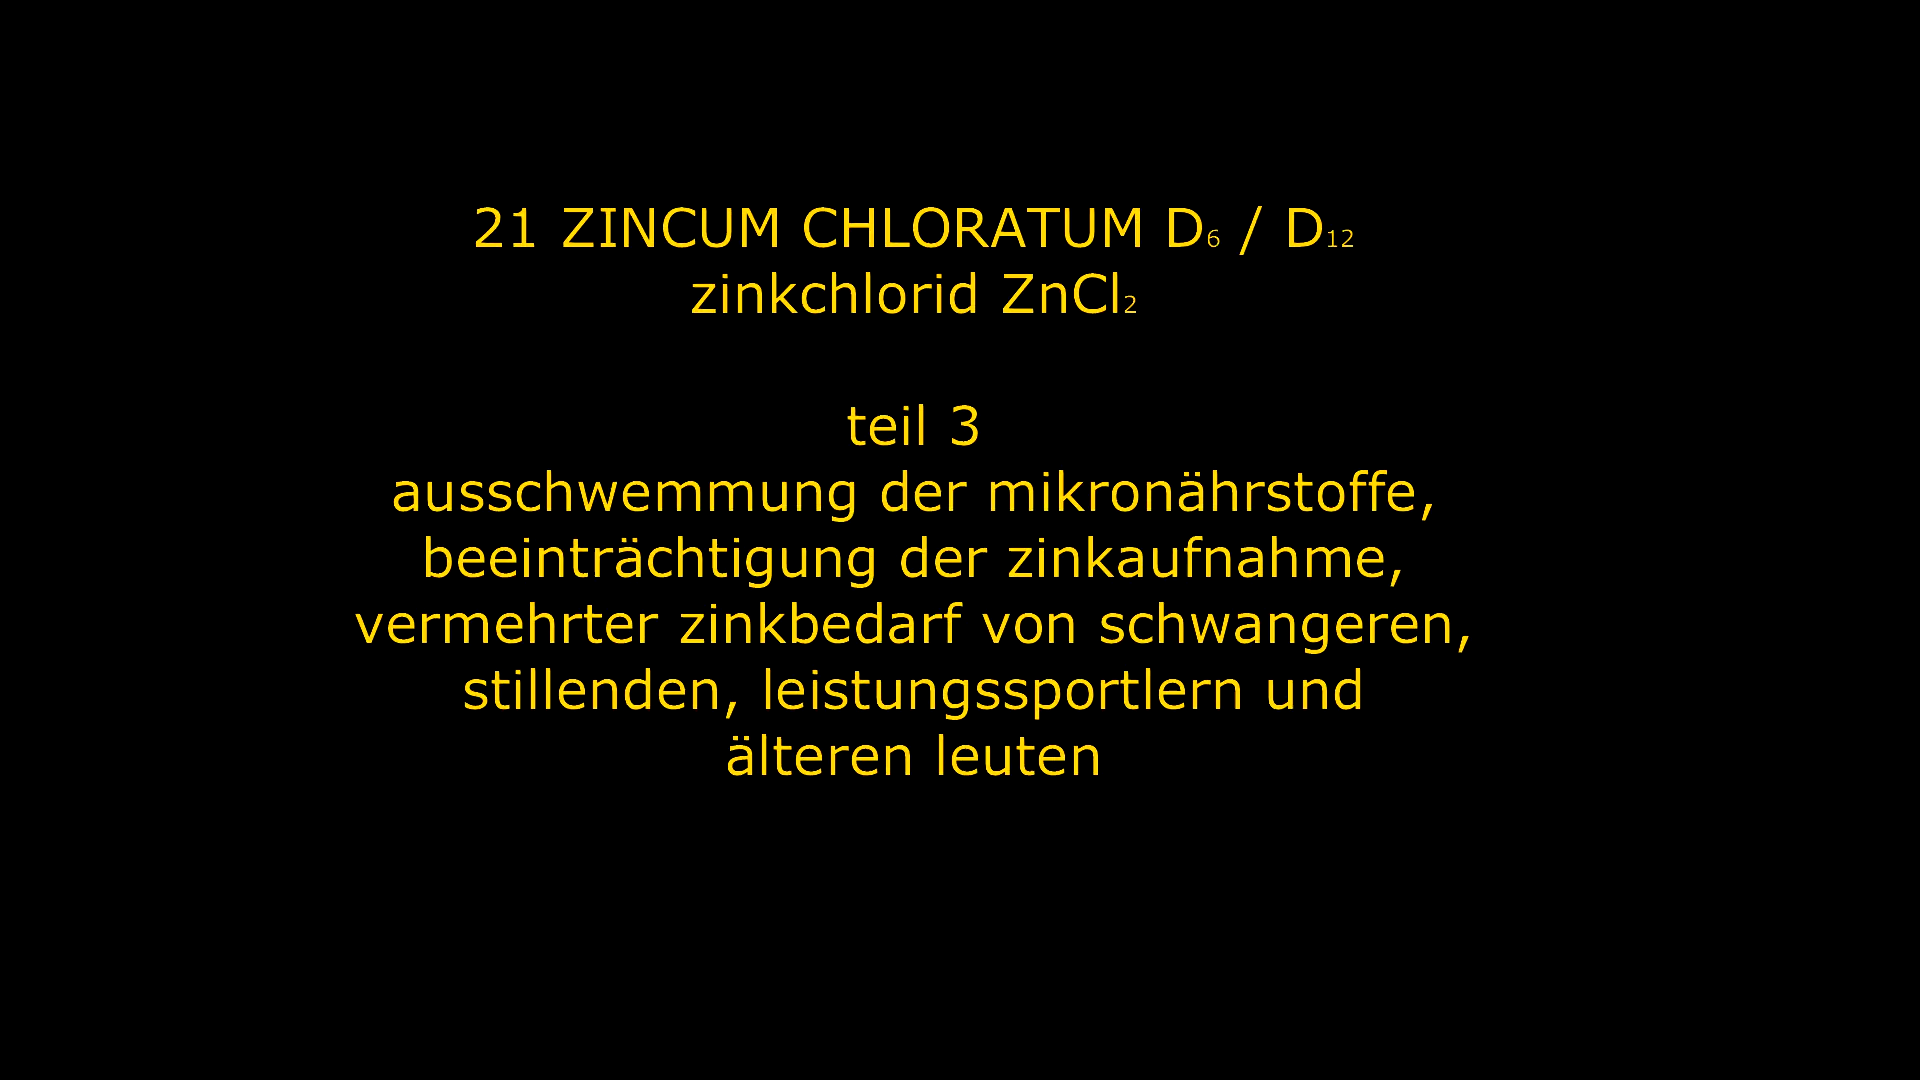 21 ZINCUM CHLORATUM D₆ / D₁₂
zinkchlorid ZnCl₂
teil 3
ausschwemmung der mikronährstoffe,
beeinträchtigung der zinkaufnahme,
vermehrter zinkbedarf von schwangeren,
stillenden, leistungssportlern und
älteren leuten